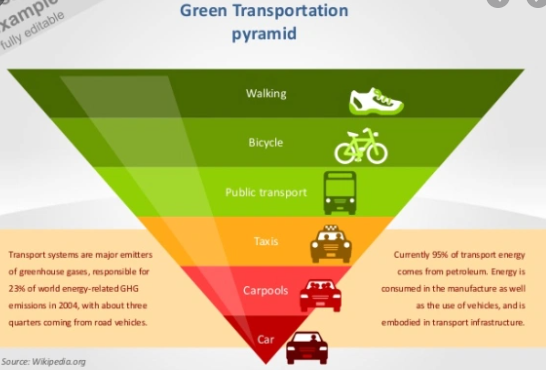 fully editable
Green Transportation
pyramid
Walking
Bicycle
Public transport
Taxis
Carpools
Car
Transport systems are major emitters
of greenhouse gases, responsible for
23% of world energy-related GHG
emissions in 2004, with about three
quarters coming from road vehicles.
Currently 95% of transport energy
comes from petroleum. Energy is
consumed in the manufacture as well
as the use of vehicles, and is
embodied in transport infrastructure.
Source: Wikipedia.org